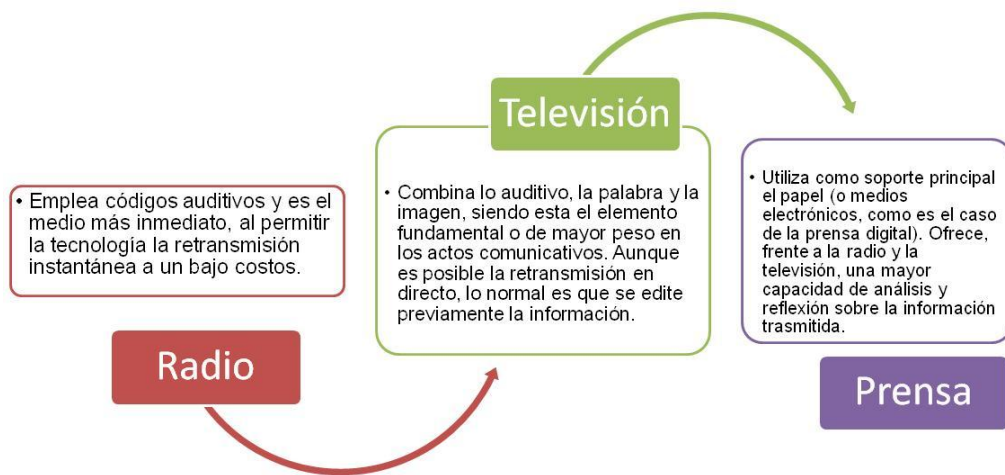 • Emplea códigos auditivos y es el
medio más inmediato, al permitir
la tecnología la retransmisión
instantánea a un bajo costos.
Radio
Televisión
• Combina lo auditivo, la palabra y la
imagen, siendo esta el elemento
fundamental o de mayor peso en
los actos comunicativos. Aunque
es posible la retransmisión en
directo, lo normal es que se edite
previamente la información.
• Utiliza como soporte principal
el papel (o medios
electrónicos, como es el caso
de la prensa digital). Ofrece,
frente a la radio y la
televisión, una mayor
capacidad de análisis y
reflexión sobre la información
trasmitida.
Prensa